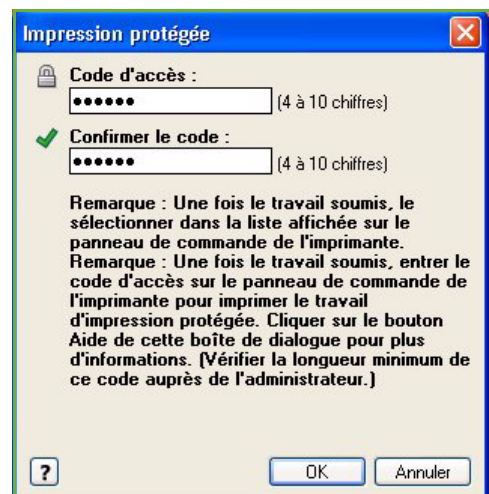 Impression protégée
Code d'accès :
•••••• (4 à 10 chiffres)
Confirmer le code :
•••••• (4 à 10 chiffres)
Remarque : Une fois le travail soumis, le
sélectionner dans la liste affichée sur le
panneau de commande de l'imprimante.
Remarque : Une fois le travail soumis, entrer le
code d'accès sur le panneau de commande de
l'imprimante pour imprimer le travail
d'impression protégée. Cliquer sur le bouton
Aide de cette boîte de dialogue pour plus
d'informations. (Vérifier la longueur minimum de
ce code auprès de l'administrateur.)
? OK Annuler